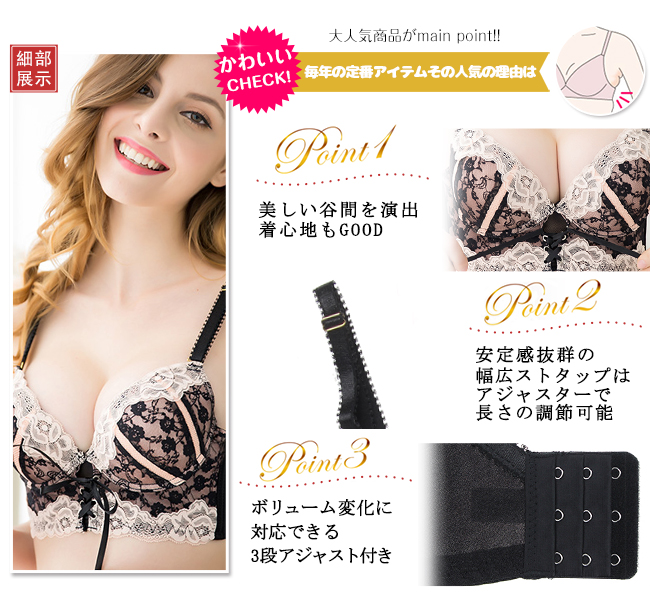 大人気商品がmain point!!
細部
展示
かわいい
CHECK!
毎年の定番アイテムその人気の理由は
Point1
美しい谷間を演出
着心地もGOOD
Point2
安定感抜群の
幅広ストタップは
アジャスターで
長さの調節可能
Point3
ボリューム変化に
対応できる
3段アジャスト付き